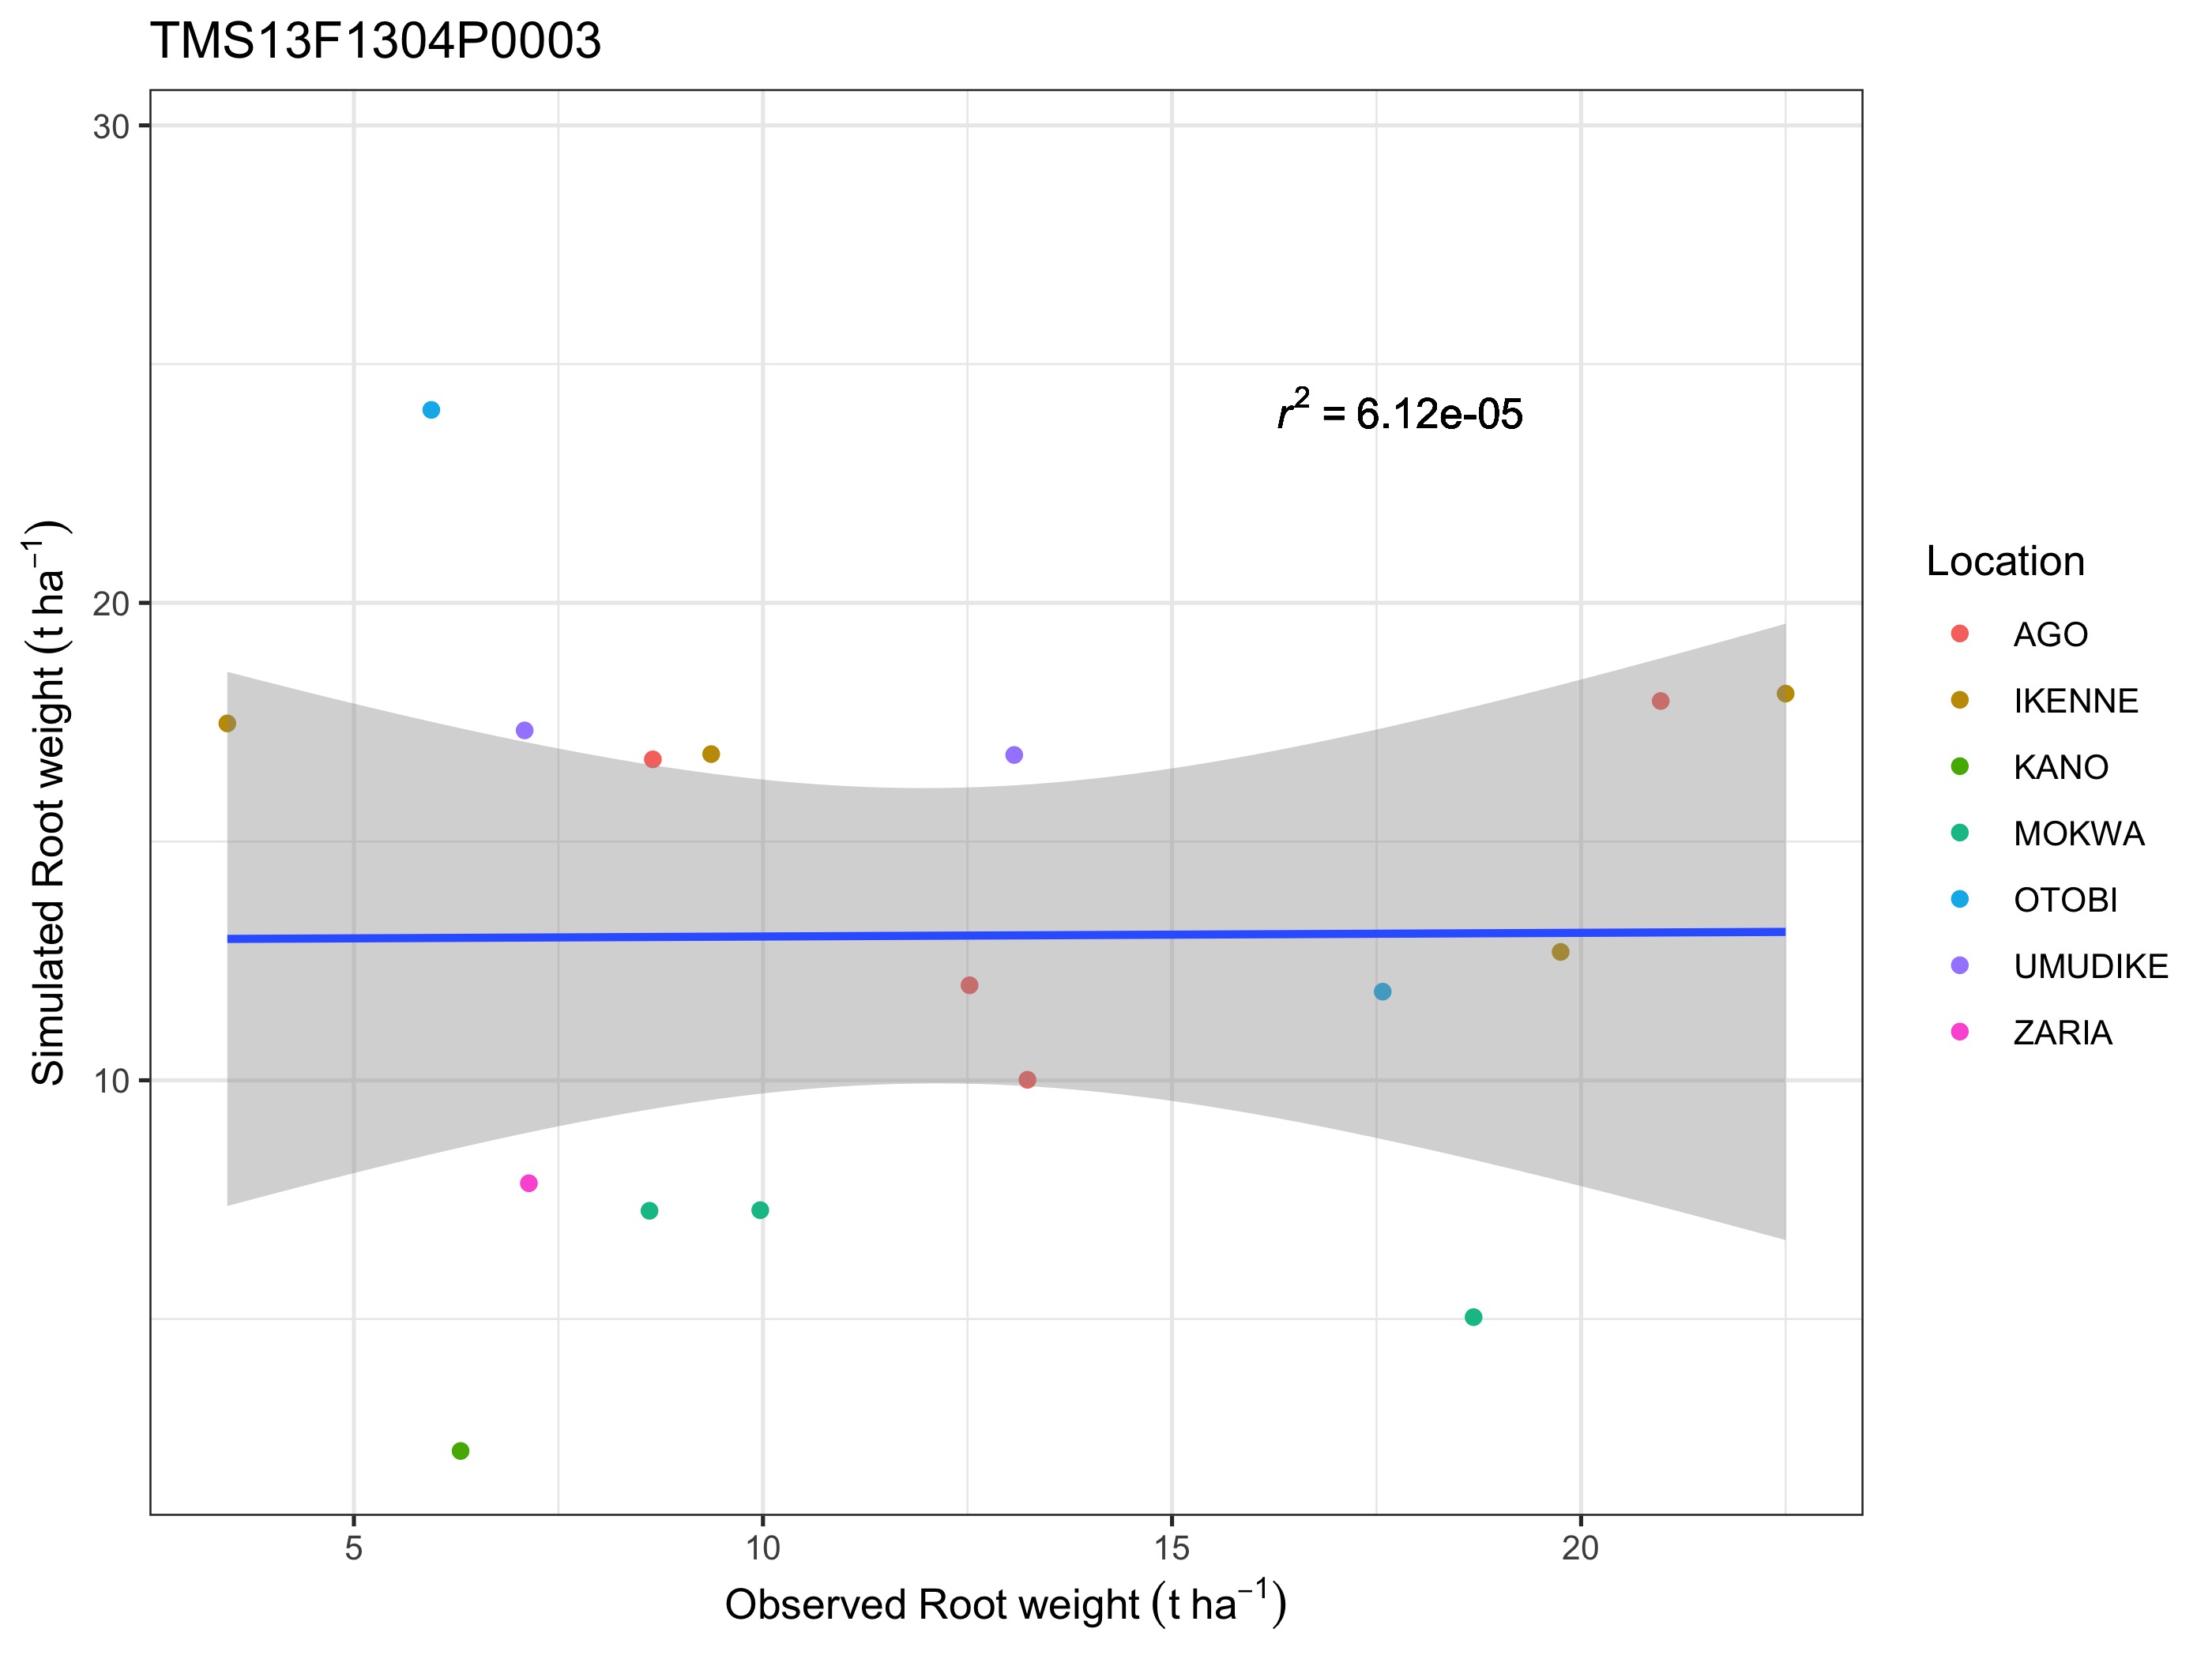 TMS13F1304P0003
30
20
10
Simulated Root weight (t ha⁻¹)
r² = 6.12e-05
5 10 15 20
Observed Root weight (t ha⁻¹)
Location
AGO
IKENNE
KANO
MOKWA
OTOBI
UMUDIKE
ZARIA